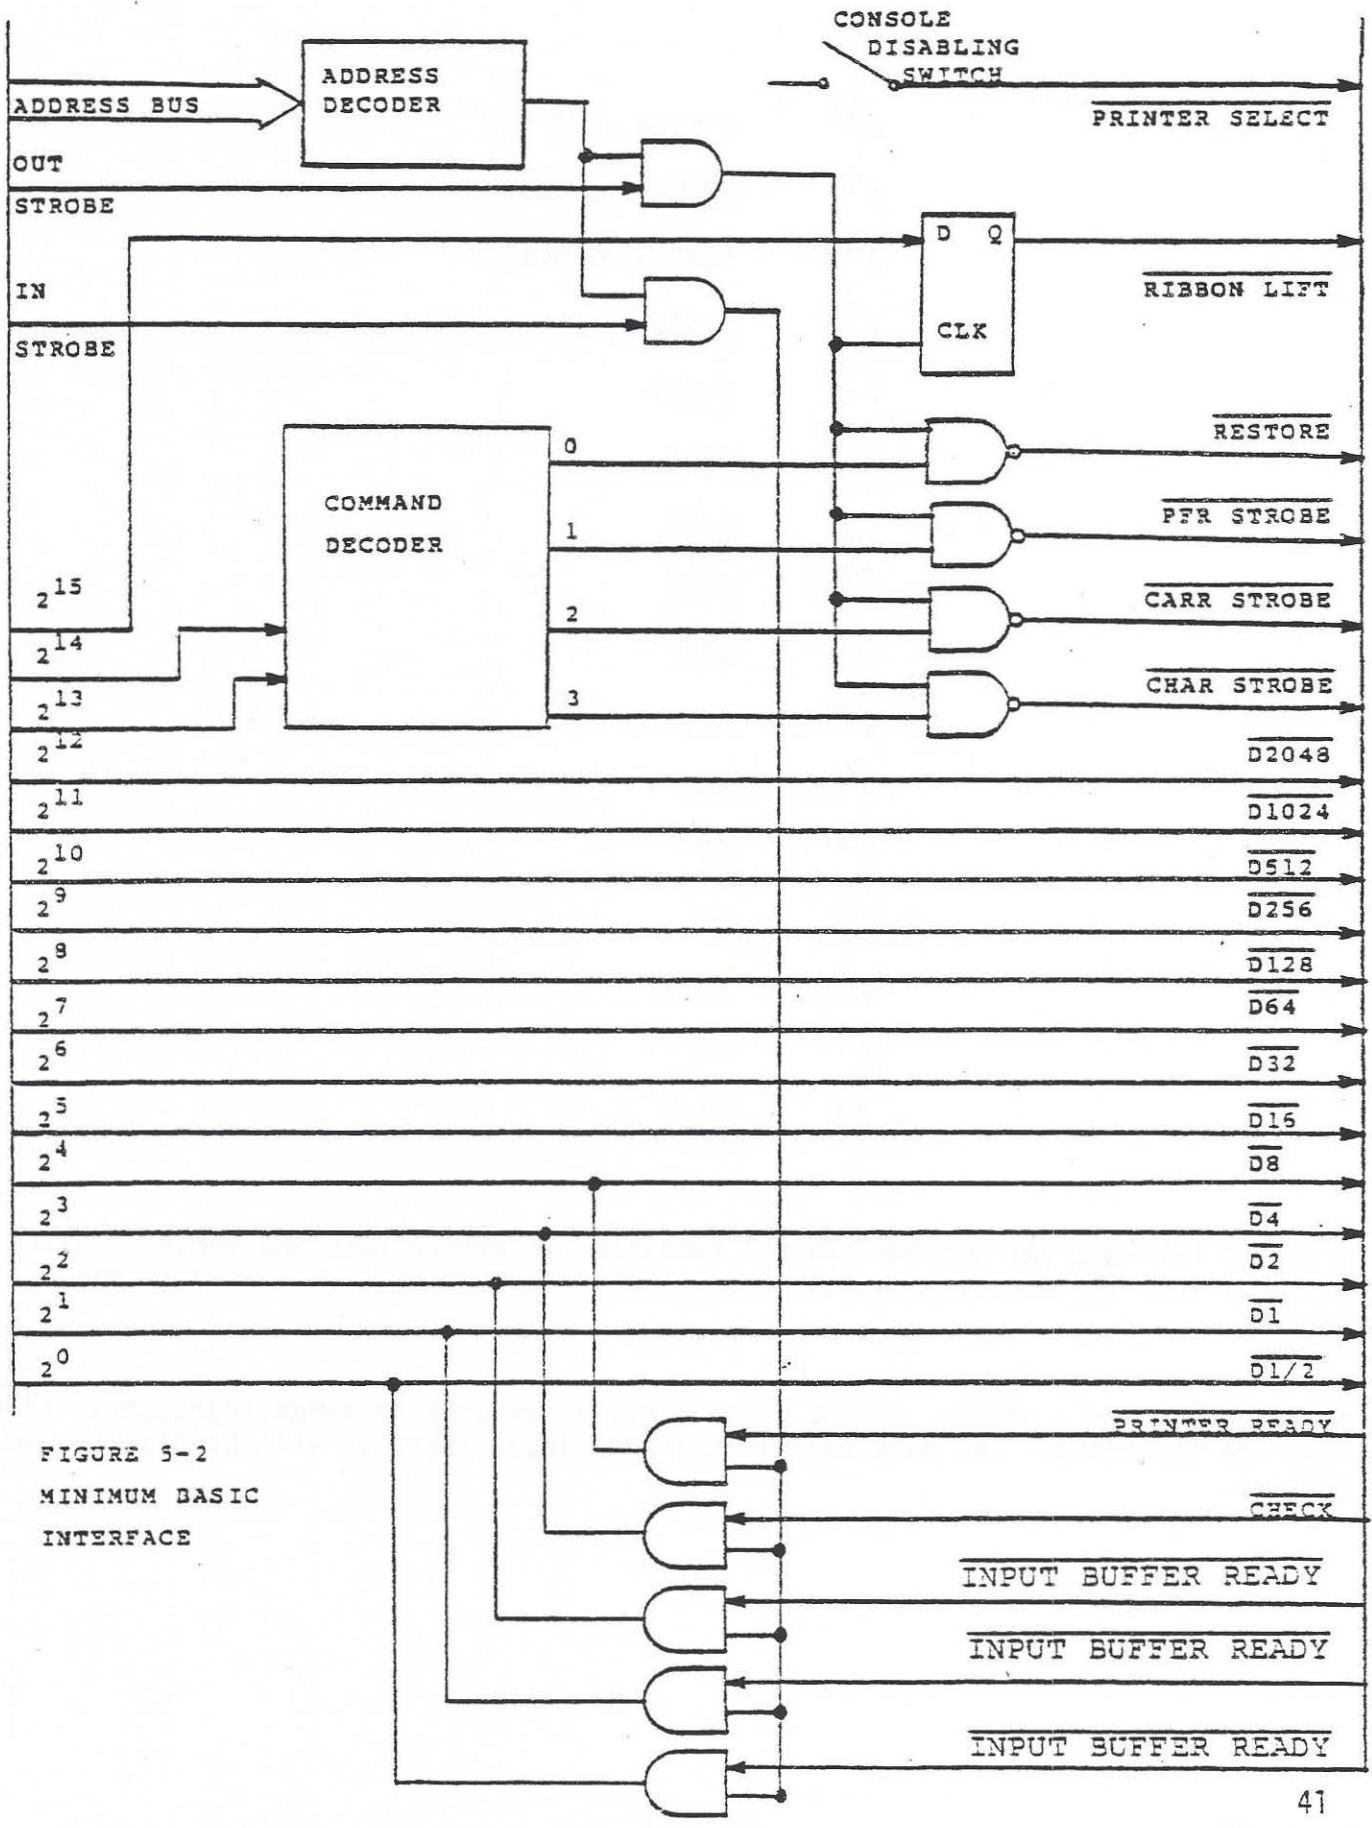 CONSOLE
DISABLING
SWITCH
ADDRESS
DECODER
ADDRESS BUS
PRINTER SELECT
OUT
STROBE
D Q
CLK
RIBBON LIFT
IN
STROBE
RESTORE
COMMAND
DECODER
0
1
2
3
PFR STROBE
CARR STROBE
CHAR STROBE
2^15
2^14
2^13
2^12
D2048
2^11
D1024
2^10
D512
2^9
D256
2^8
D128
2^7
D64
2^6
D32
2^5
D16
2^4
D8
2^3
D4
2^2
D2
2^1
D1
2^0
D1/2
PRINTER READY
FIGURE 5-2
MINIMUM BASIC
INTERFACE
CHECK
INPUT BUFFER READY
INPUT BUFFER READY
INPUT BUFFER READY
41